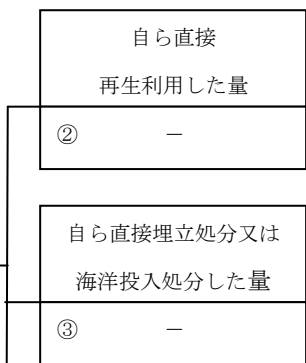 自ら直接
再生利用した量
② －
自ら直接埋立処分又は
海洋投入処分した量
③ －